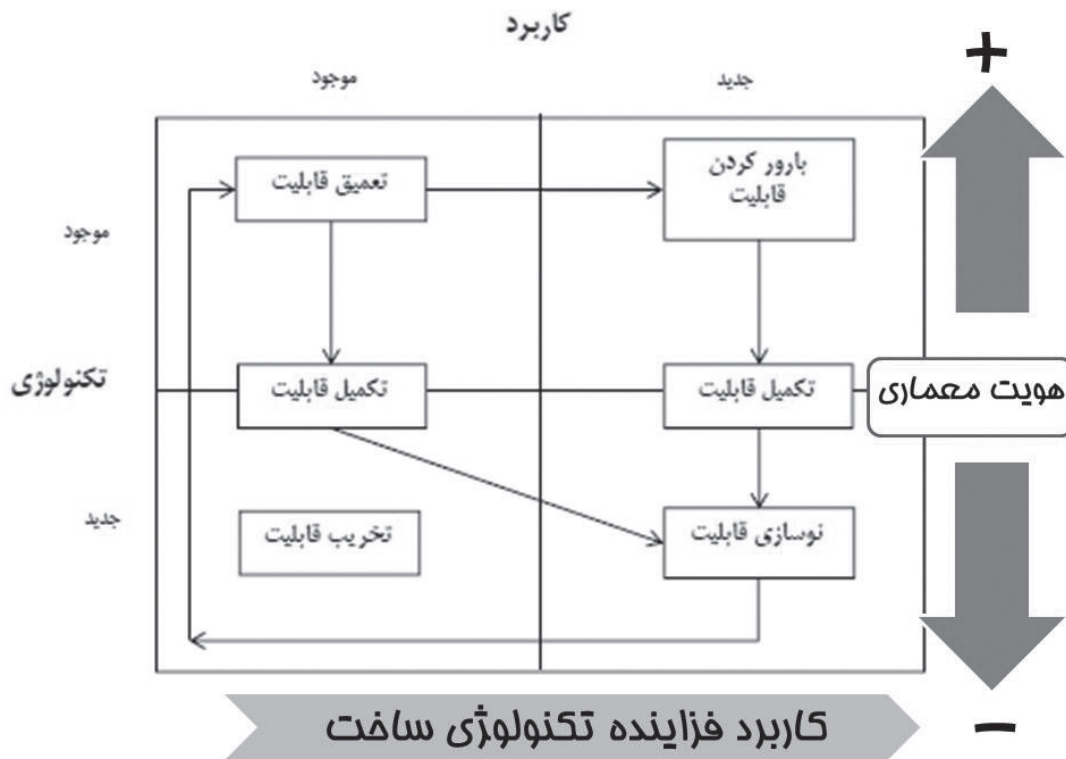 کاربرد
+
جدید
موجود
بارور کردن
قابلیت
تعمیق قابلیت
موجود
تکنولوژی
هویت معماری
تکمیل قابلیت
تکمیل قابلیت
جدید
نوسازی قابلیت
تخریب قابلیت
کاربرد فزاینده تکنولوژی ساخت
−